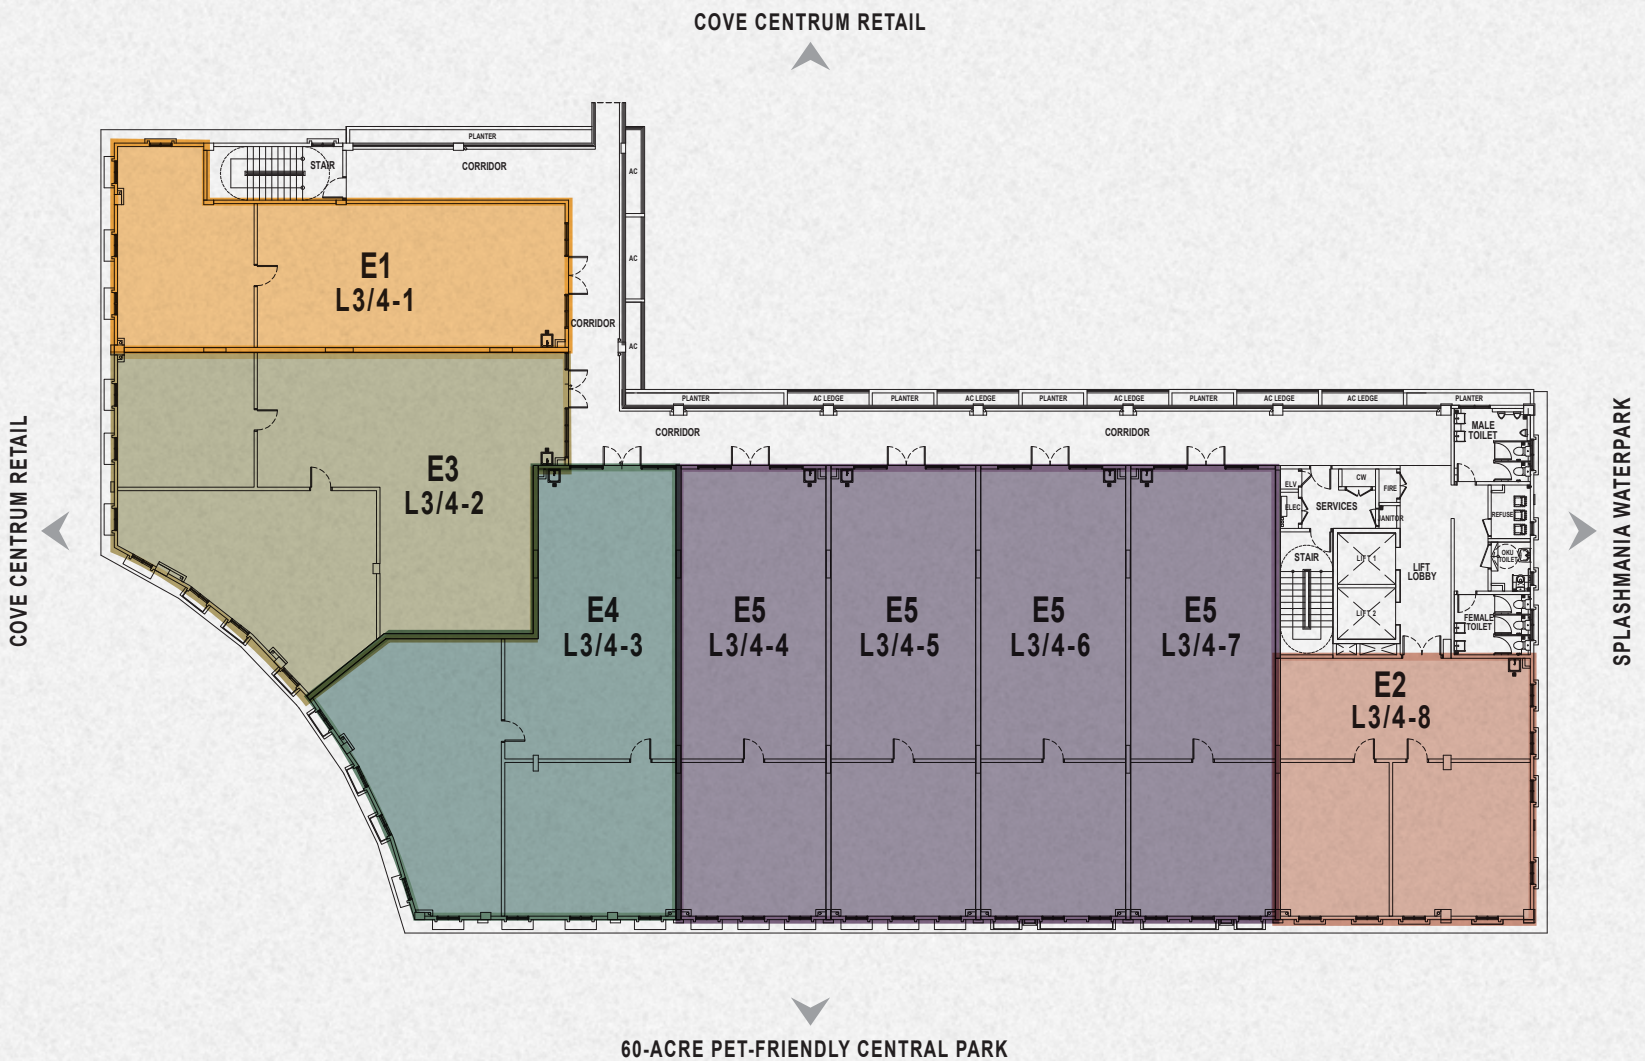 COVE CENTRUM RETAIL
PLANTER
STAIR
CORRIDOR
AC
AC
AC
E1
L3/4-1
CORRIDOR
PLANTER
AC LEDGE
PLANTER
AC LEDGE
PLANTER
AC LEDGE
PLANTER
AC LEDGE
AC LEDGE
PLANTER
CORRIDOR
CORRIDOR
MALE
TOILET
COVE CENTRUM RETAIL
E3
L3/4-2
ELV
ELEC
SERVICES
CW
FIRE
JANITOR
REFUSE
SPLASHMANIA WATERPARK
STAIR
LIFT 1
LIFT 2
LIFT
LOBBY
OKU
TOILET
FEMALE
TOILET
E4
L3/4-3
E5
L3/4-4
E5
L3/4-5
E5
L3/4-6
E5
L3/4-7
E2
L3/4-8
60-ACRE PET-FRIENDLY CENTRAL PARK